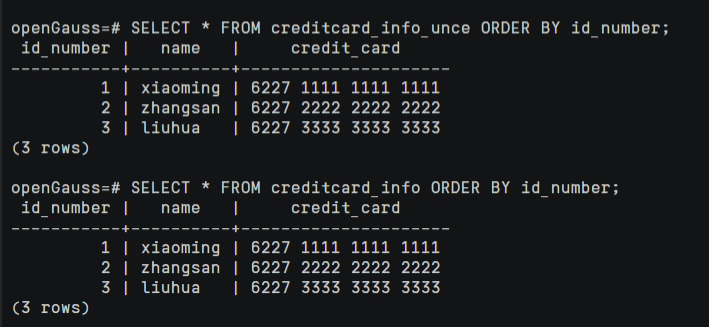 openGauss=# SELECT * FROM creditcard_info_unce ORDER BY id_number;
 id_number |   name   |     credit_card
-----------+----------+---------------------
         1 | xiaoming | 6227 1111 1111 1111
         2 | zhangsan | 6227 2222 2222 2222
         3 | liuhua   | 6227 3333 3333 3333
(3 rows)

openGauss=# SELECT * FROM creditcard_info ORDER BY id_number;
 id_number |   name   |     credit_card
-----------+----------+---------------------
         1 | xiaoming | 6227 1111 1111 1111
         2 | zhangsan | 6227 2222 2222 2222
         3 | liuhua   | 6227 3333 3333 3333
(3 rows)